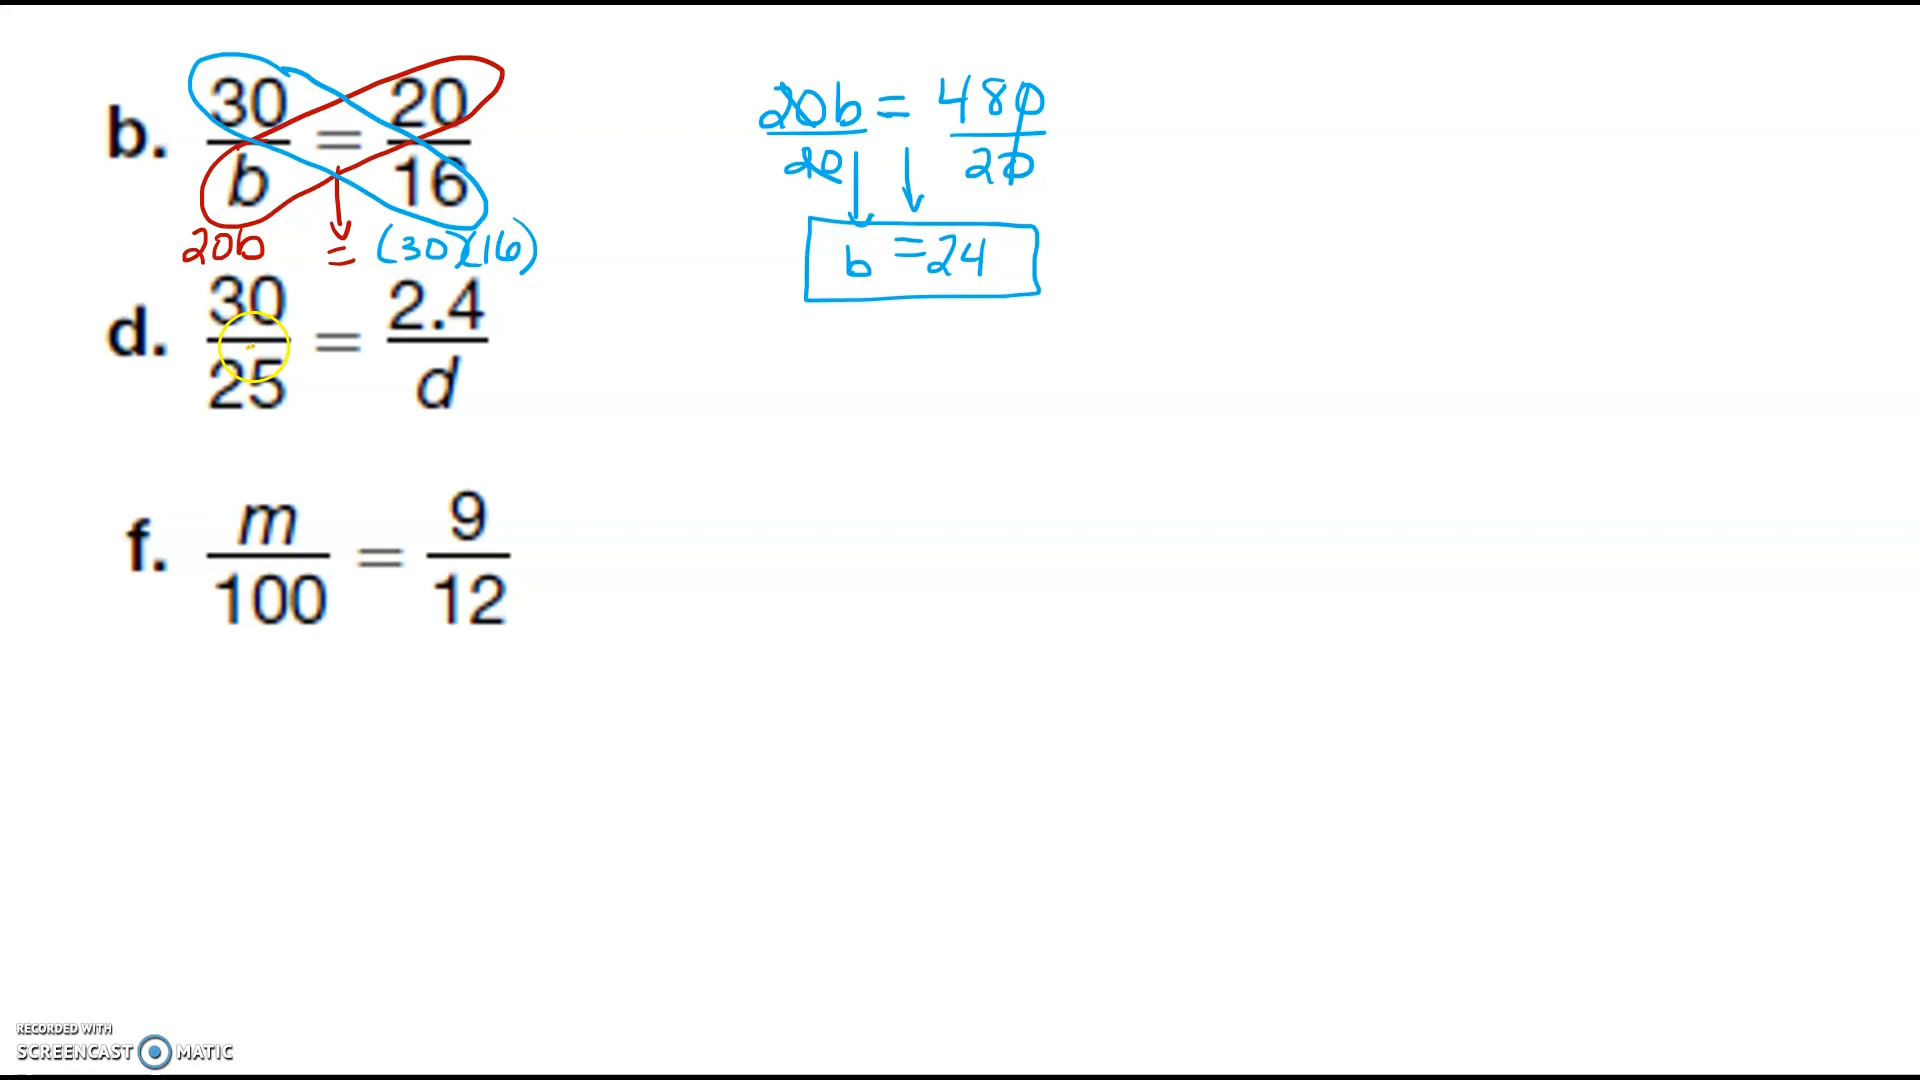 b. 30/b = 20/16
20b = (30)(16)
20b/20 = 480/20
b = 24
d. 30/25 = 2.4/d
f. m/100 = 9/12
RECORDED WITH
SCREENCAST MATIC